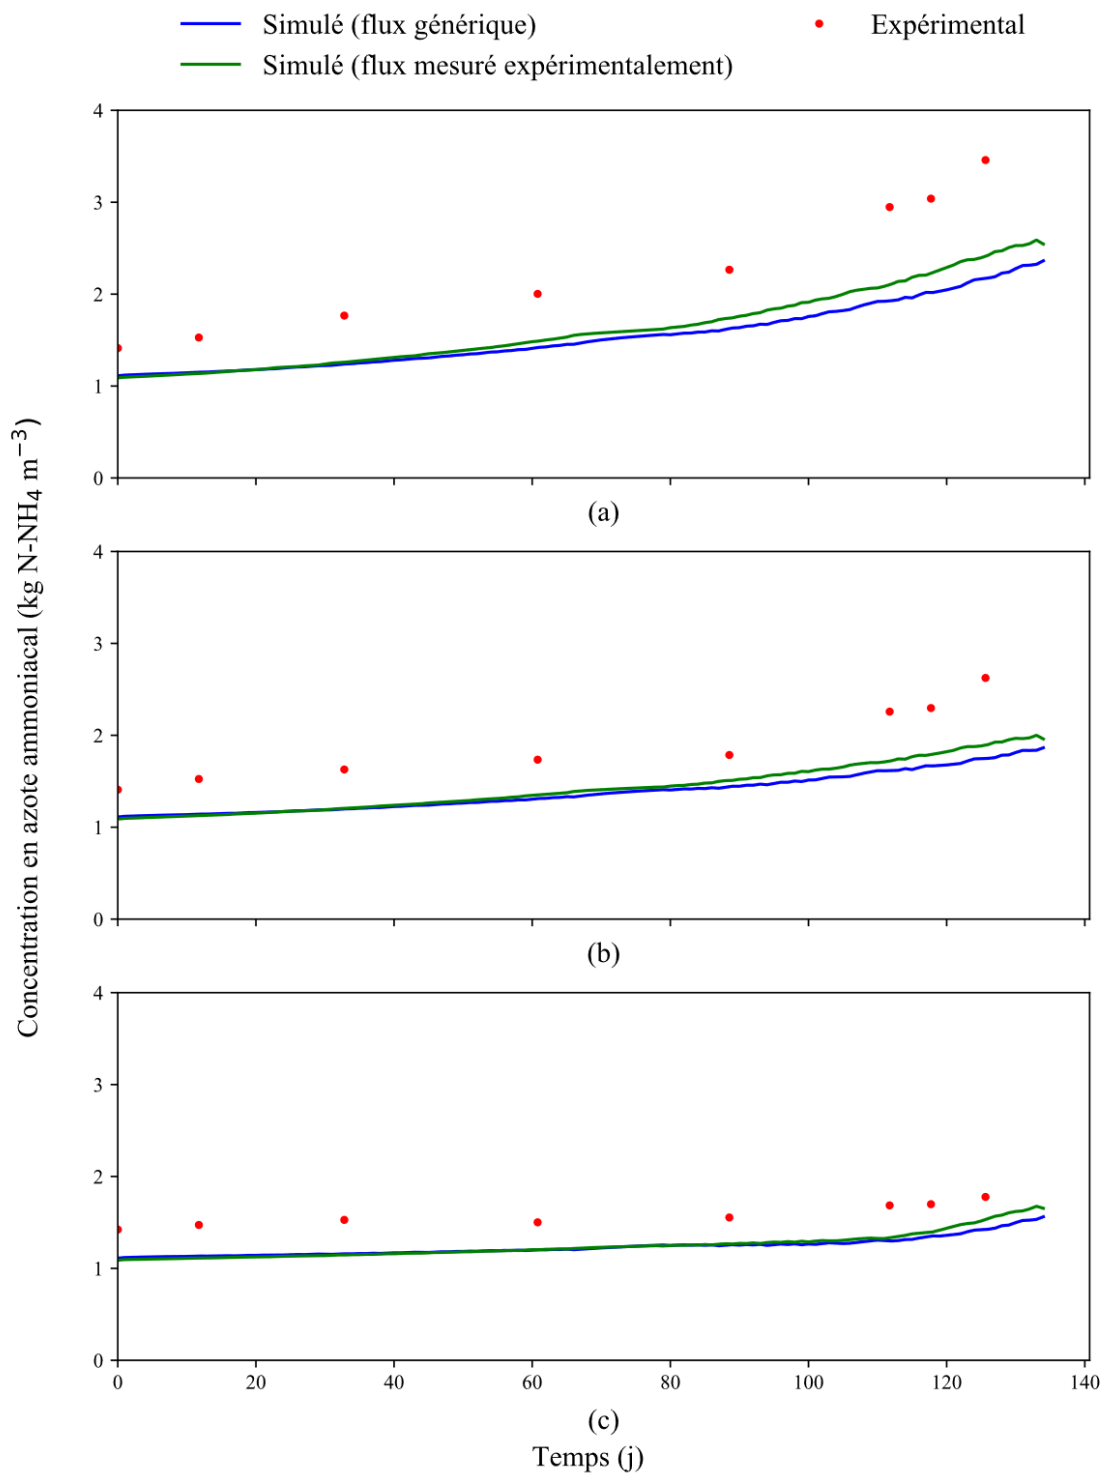 Simulé (flux générique)
Expérimental
Simulé (flux mesuré expérimentalement)
Concentration en azote ammoniacal (kg N-NH₄ m⁻³)
4
3
2
1
0
(a)
4
3
2
1
0
(b)
4
3
2
1
0
0 20 40 60 80 100 120 140
(c)
Temps (j)